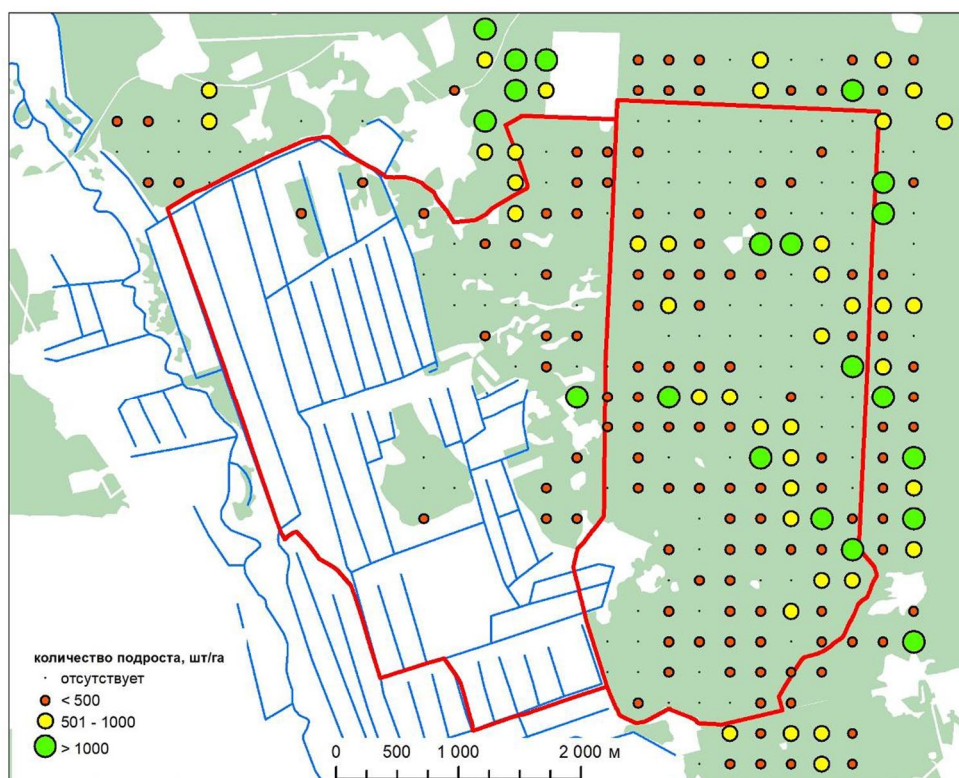 количество подроста, шт/га
отсутствует
< 500
501 - 1000
> 1000
0 500 1 000 2 000 м